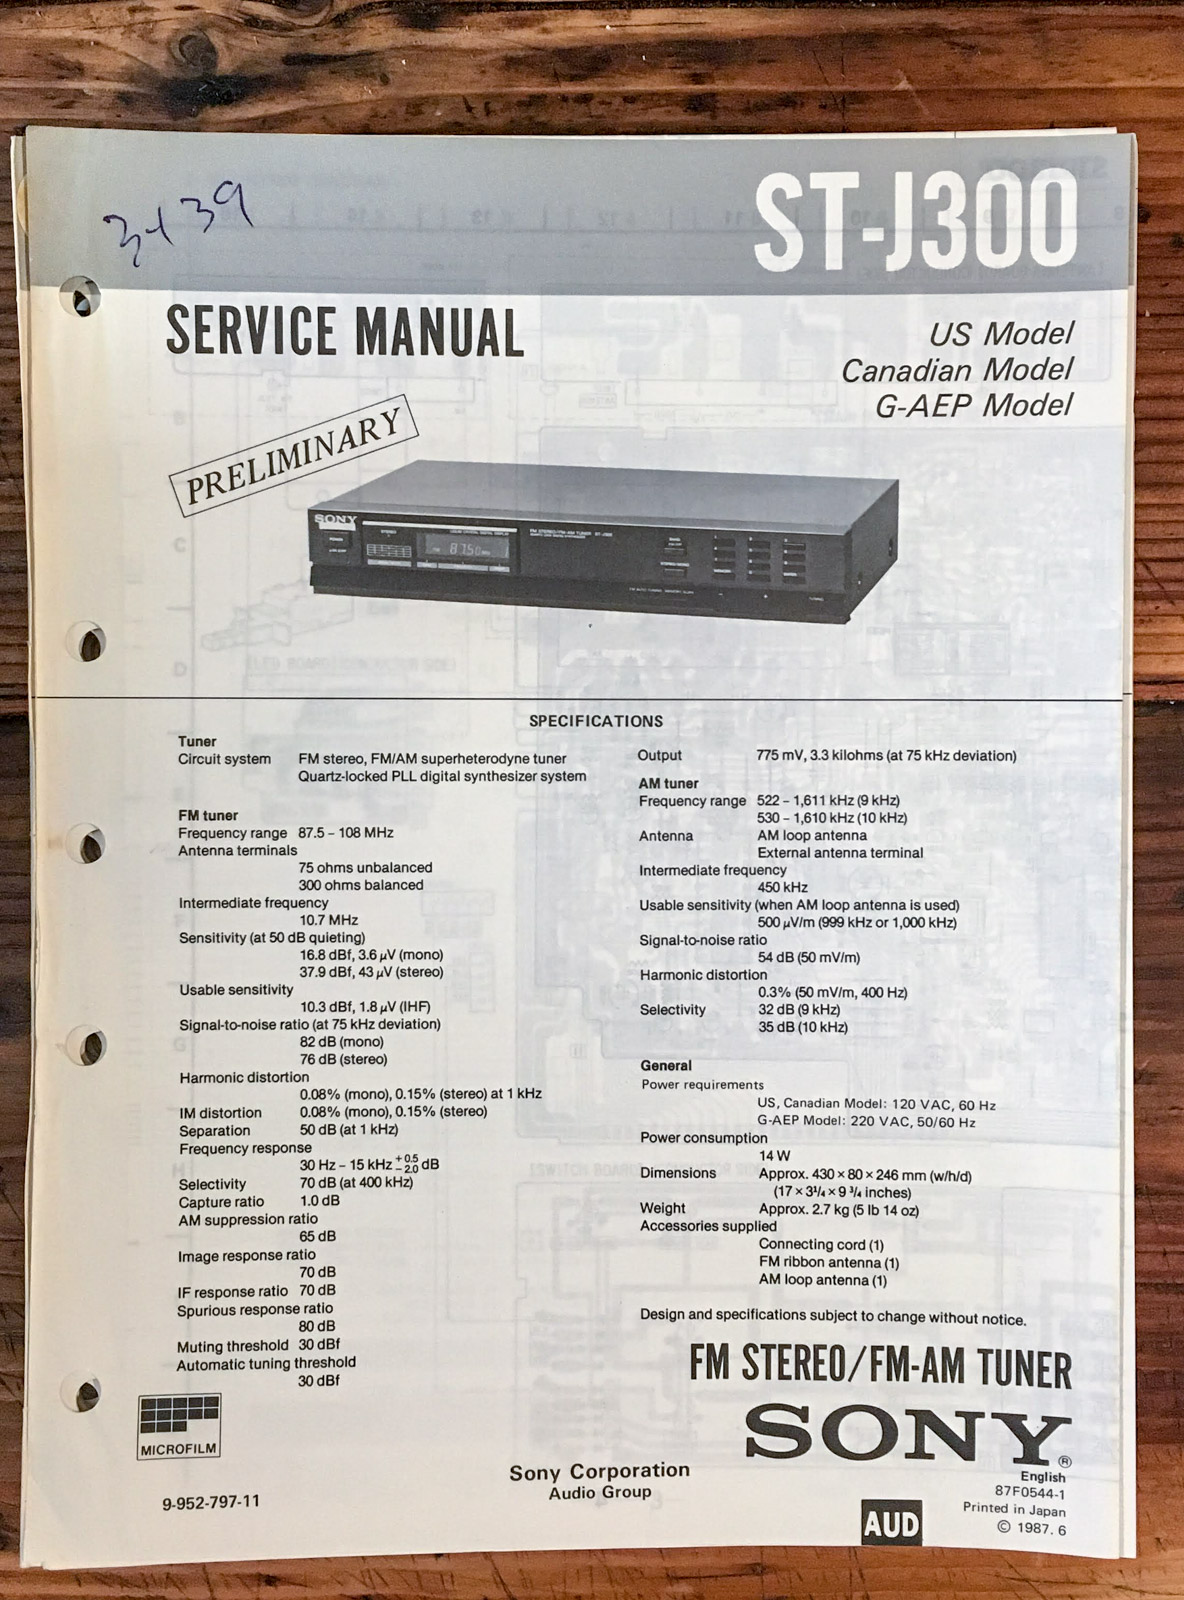 3439
ST-J300
SERVICE MANUAL
US Model
Canadian Model
G-AEP Model
PRELIMINARY
SONY
8750
SPECIFICATIONS
Tuner
Circuit system FM stereo, FM/AM superheterodyne tuner
Quartz-locked PLL digital synthesizer system
FM tuner
Frequency range 87.5 – 108 MHz
Antenna terminals
75 ohms unbalanced
300 ohms balanced
Intermediate frequency
10.7 MHz
Sensitivity (at 50 dB quieting)
16.8 dBf, 3.6 μV (mono)
37.9 dBf, 43 μV (stereo)
Usable sensitivity
10.3 dBf, 1.8 μV (IHF)
Signal-to-noise ratio (at 75 kHz deviation)
82 dB (mono)
76 dB (stereo)
Harmonic distortion
0.08% (mono), 0.15% (stereo) at 1 kHz
IM distortion 0.08% (mono), 0.15% (stereo)
Separation 50 dB (at 1 kHz)
Frequency response
30 Hz – 15 kHz +0.5 −2.0 dB
Selectivity 70 dB (at 400 kHz)
Capture ratio 1.0 dB
AM suppression ratio
65 dB
Image response ratio
70 dB
IF response ratio 70 dB
Spurious response ratio
80 dB
Muting threshold 30 dBf
Automatic tuning threshold
30 dBf
Output 775 mV, 3.3 kilohms (at 75 kHz deviation)
AM tuner
Frequency range 522 – 1,611 kHz (9 kHz)
530 – 1,610 kHz (10 kHz)
Antenna AM loop antenna
External antenna terminal
Intermediate frequency
450 kHz
Usable sensitivity (when AM loop antenna is used)
500 μV/m (999 kHz or 1,000 kHz)
Signal-to-noise ratio
54 dB (50 mV/m)
Harmonic distortion
0.3% (50 mV/m, 400 Hz)
Selectivity 32 dB (9 kHz)
35 dB (10 kHz)
General
Power requirements
US, Canadian Model: 120 VAC, 60 Hz
G-AEP Model: 220 VAC, 50/60 Hz
Power consumption
14 W
Dimensions Approx. 430 × 80 × 246 mm (w/h/d)
(17 × 3 1/4 × 9 3/4 inches)
Weight Approx. 2.7 kg (5 lb 14 oz)
Accessories supplied
Connecting cord (1)
FM ribbon antenna (1)
AM loop antenna (1)
Design and specifications subject to change without notice.
FM STEREO/FM-AM TUNER
SONY®
MICROFILM
Sony Corporation
Audio Group
9-952-797-11
English
87F0544-1
Printed in Japan
© 1987. 6
AUD